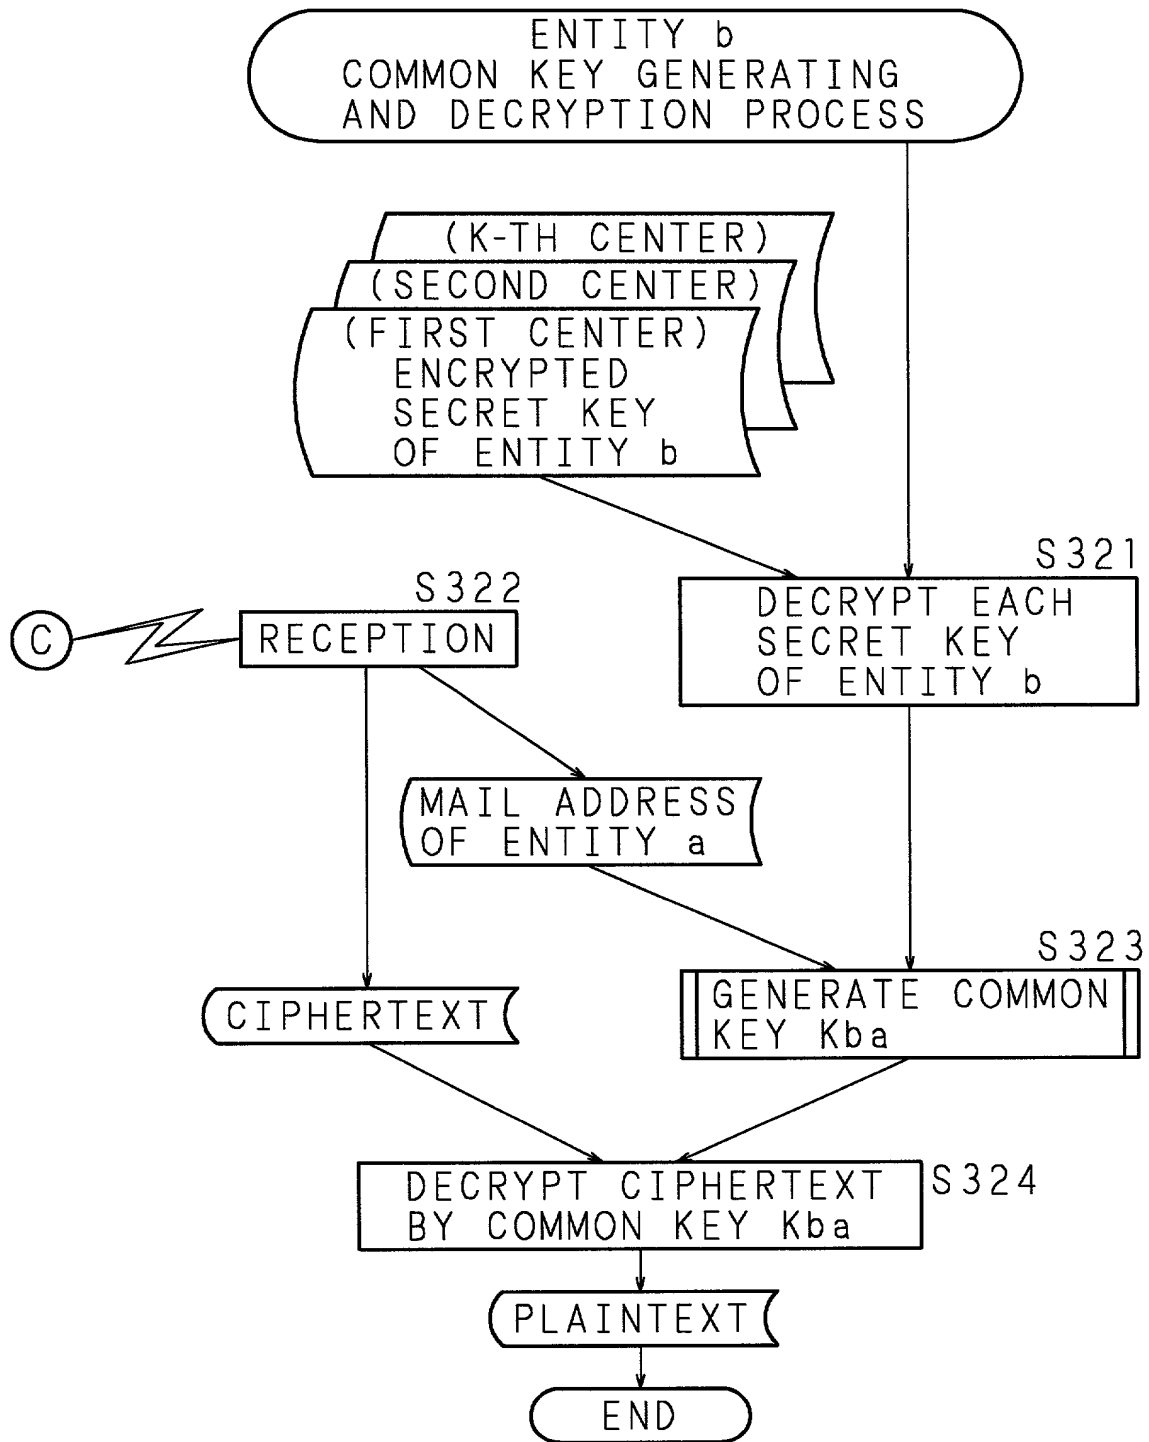 ENTITY b
COMMON KEY GENERATING
AND DECRYPTION PROCESS
(K-TH CENTER)
(SECOND CENTER)
(FIRST CENTER)
ENCRYPTED
SECRET KEY
OF ENTITY b
S321
DECRYPT EACH
SECRET KEY
OF ENTITY b
S322
C
RECEPTION
MAIL ADDRESS
OF ENTITY a
S323
GENERATE COMMON
KEY Kba
CIPHERTEXT
DECRYPT CIPHERTEXT
BY COMMON KEY Kba
S324
PLAINTEXT
END